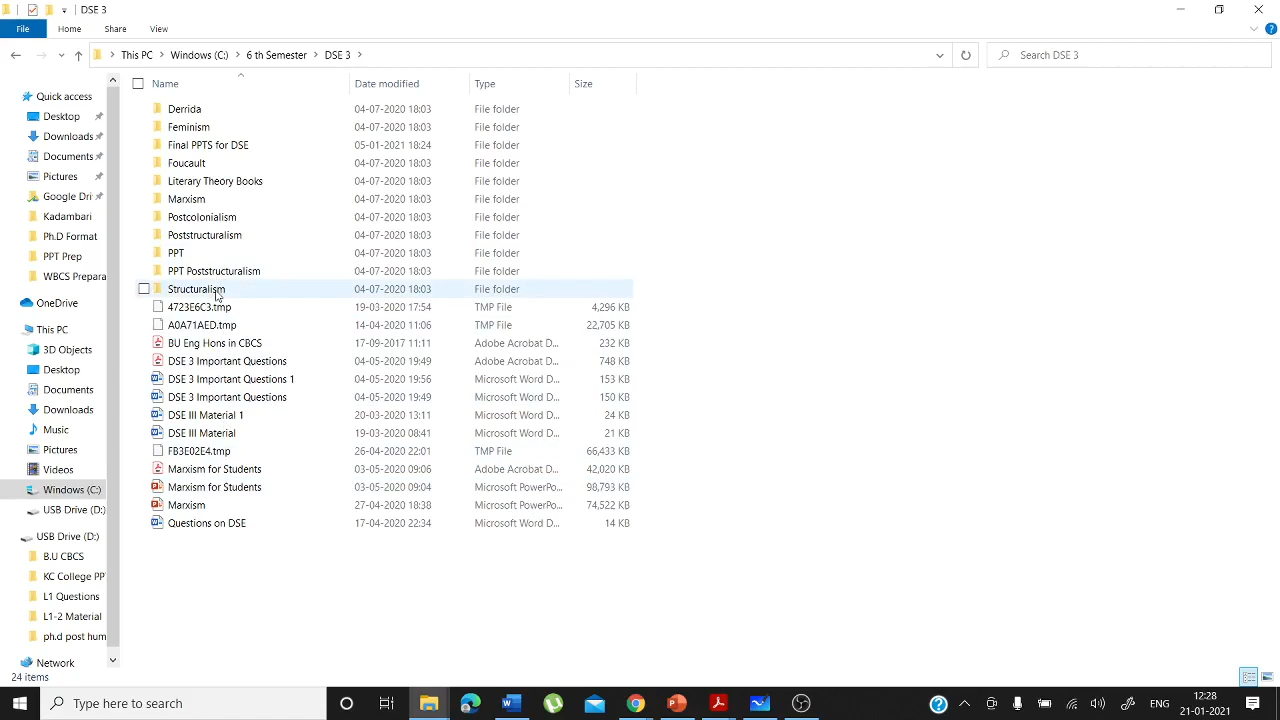 DSE 3
File Home Share View
This PC Windows (C:) 6 th Semester DSE 3 Search DSE 3
Name Date modified Type Size
Quick access
Desktop
Downloads
Documents
Pictures
Google Dri
Kadambari
Ph.D Format
PPT Prep
WBCS Prepara
OneDrive
This PC
3D Objects
Desktop
Documents
Downloads
Music
Pictures
Videos
Windows (C:)
USB Drive (D:)
USB Drive (D:)
B.U CBCS
KC College PP
L1 Questions
L1-2 Material
ph.d post hum
Network
Derrida 04-07-2020 18:03 File folder
Feminism 04-07-2020 18:03 File folder
Final PPTS for DSE 05-01-2021 18:24 File folder
Foucault 04-07-2020 18:03 File folder
Literary Theory Books 04-07-2020 18:03 File folder
Marxism 04-07-2020 18:03 File folder
Postcolonialism 04-07-2020 18:03 File folder
Poststructuralism 04-07-2020 18:03 File folder
PPT 04-07-2020 18:03 File folder
PPT Poststructuralism 04-07-2020 18:03 File folder
Structuralism 04-07-2020 18:03 File folder
4723E6C3.tmp 19-03-2020 17:54 TMP File 4,296 KB
A0A71AED.tmp 14-04-2020 11:06 TMP File 22,705 KB
BU Eng Hons in CBCS 17-09-2017 11:11 Adobe Acrobat D... 232 KB
DSE 3 Important Questions 04-05-2020 19:49 Adobe Acrobat D... 748 KB
DSE 3 Important Questions 1 04-05-2020 19:56 Microsoft Word D... 153 KB
DSE 3 Important Questions 04-05-2020 19:49 Microsoft Word D... 150 KB
DSE III Material 1 20-03-2020 13:11 Microsoft Word D... 24 KB
DSE III Material 19-03-2020 08:41 Microsoft Word D... 21 KB
FB3E02E4.tmp 26-04-2020 22:01 TMP File 66,433 KB
Marxism for Students 03-05-2020 09:06 Adobe Acrobat D... 42,020 KB
Marxism for Students 03-05-2020 09:04 Microsoft PowerPo... 98,793 KB
Marxism 27-04-2020 18:38 Microsoft PowerPo... 74,522 KB
Questions on DSE 17-04-2020 22:34 Microsoft Word D... 14 KB
24 items
Type here to search ENG 12:28
21-01-2021